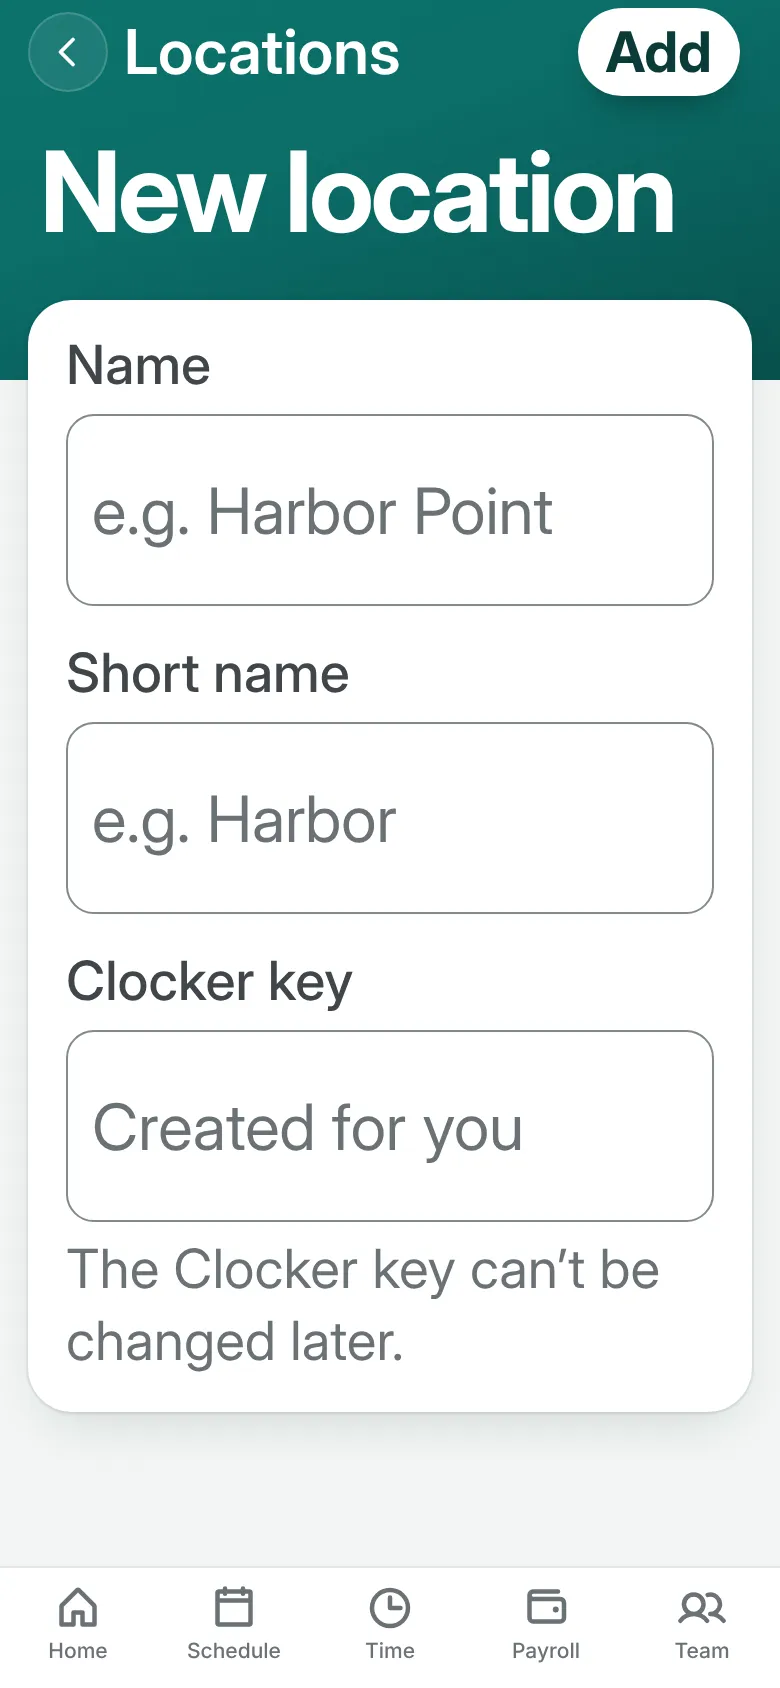 Locations
Add
New location
Name
e.g. Harbor Point
Short name
e.g. Harbor
Clocker key
Created for you
The Clocker key can’t be
changed later.
Home
Schedule
Time
Payroll
Team